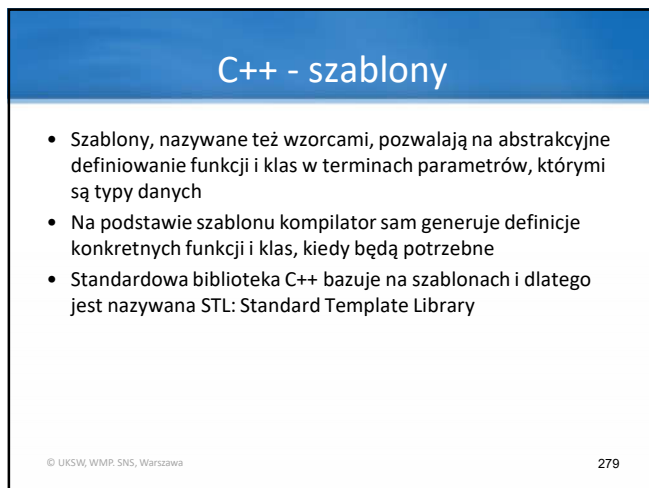 C++ - szablony
• Szablony, nazywane też wzorcami, pozwalają na abstrakcyjne
definiowanie funkcji i klas w terminach parametrów, którymi
są typy danych
• Na podstawie szablonu kompilator sam generuje definicje
konkretnych funkcji i klas, kiedy będą potrzebne
• Standardowa biblioteka C++ bazuje na szablonach i dlatego
jest nazywana STL: Standard Template Library
© UKSW, WMP. SNS, Warszawa
279